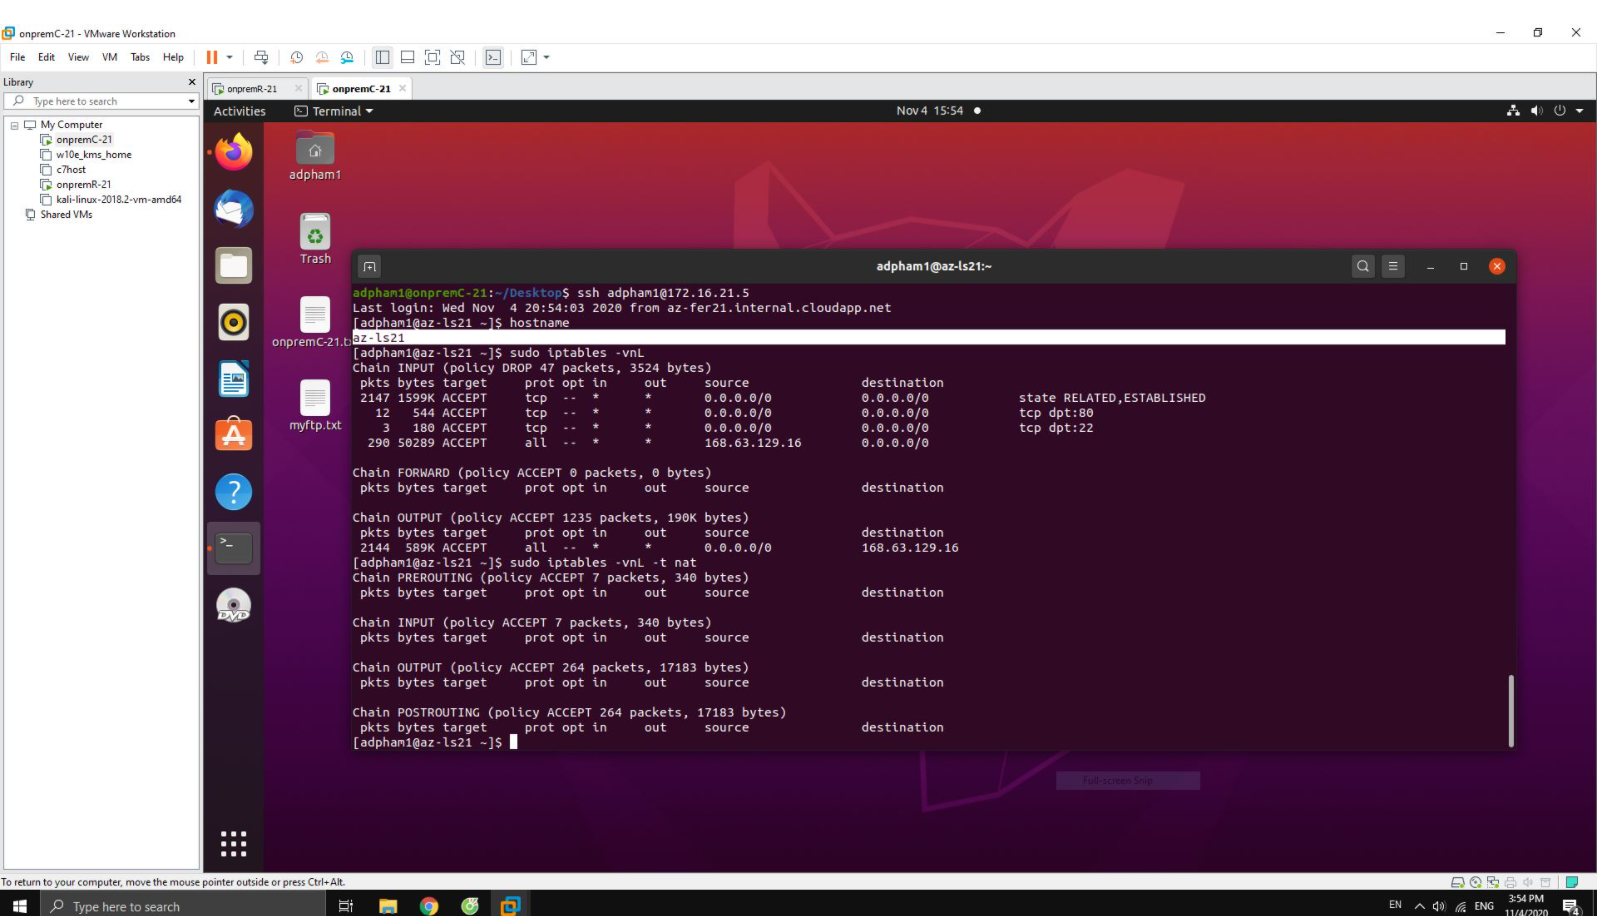 onpremC-21 - VMware Workstation
File Edit View VM Tabs Help
Library
Type here to search
My Computer
onpremC-21
w10e_kms_home
c7host
onpremR-21
kali-linux-2018.2-vm-amd64
Shared VMs
onpremR-21
onpremC-21
Activities
Terminal
Nov 4 15:54
adpham1
Trash
onpremC-21.t
myftp.txt
adpham1@az-ls21:~
adpham1@onpremC-21:~/Desktop$ ssh adpham1@172.16.21.5
Last login: Wed Nov  4 20:54:03 2020 from az-fer21.internal.cloudapp.net
[adpham1@az-ls21 ~]$ hostname
az-ls21
[adpham1@az-ls21 ~]$ sudo iptables -vnL
Chain INPUT (policy DROP 47 packets, 3524 bytes)
 pkts bytes target     prot opt in     out     source               destination
 2147 1599K ACCEPT     tcp  --  *      *       0.0.0.0/0            0.0.0.0/0            state RELATED,ESTABLISHED
   12   544 ACCEPT     tcp  --  *      *       0.0.0.0/0            0.0.0.0/0            tcp dpt:80
    3   180 ACCEPT     tcp  --  *      *       0.0.0.0/0            0.0.0.0/0            tcp dpt:22
  290 50289 ACCEPT     all  --  *      *       168.63.129.16        0.0.0.0/0
Chain FORWARD (policy ACCEPT 0 packets, 0 bytes)
 pkts bytes target     prot opt in     out     source               destination
Chain OUTPUT (policy ACCEPT 1235 packets, 190K bytes)
 pkts bytes target     prot opt in     out     source               destination
 2144  589K ACCEPT     all  --  *      *       0.0.0.0/0            168.63.129.16
[adpham1@az-ls21 ~]$ sudo iptables -vnL -t nat
Chain PREROUTING (policy ACCEPT 7 packets, 340 bytes)
 pkts bytes target     prot opt in     out     source               destination
Chain INPUT (policy ACCEPT 7 packets, 340 bytes)
 pkts bytes target     prot opt in     out     source               destination
Chain OUTPUT (policy ACCEPT 264 packets, 17183 bytes)
 pkts bytes target     prot opt in     out     source               destination
Chain POSTROUTING (policy ACCEPT 264 packets, 17183 bytes)
 pkts bytes target     prot opt in     out     source               destination
[adpham1@az-ls21 ~]$
Full-screen Snip
DVD
To return to your computer, move the mouse pointer outside or press Ctrl+Alt.
Type here to search
EN
ENG
3:54 PM
11/4/2020
4